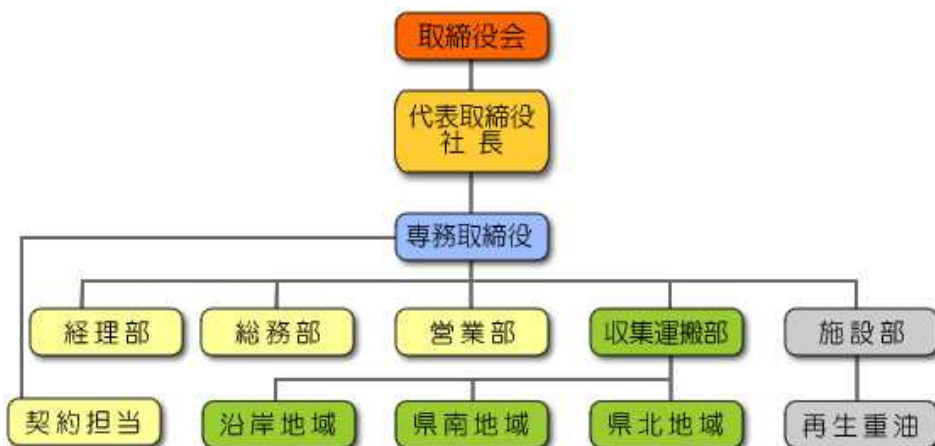 取締役会
代表取締役
社長
専務取締役
経理部
総務部
営業部
収集運搬部
施設部
契約担当
沿岸地域
県南地域
県北地域
再生重油